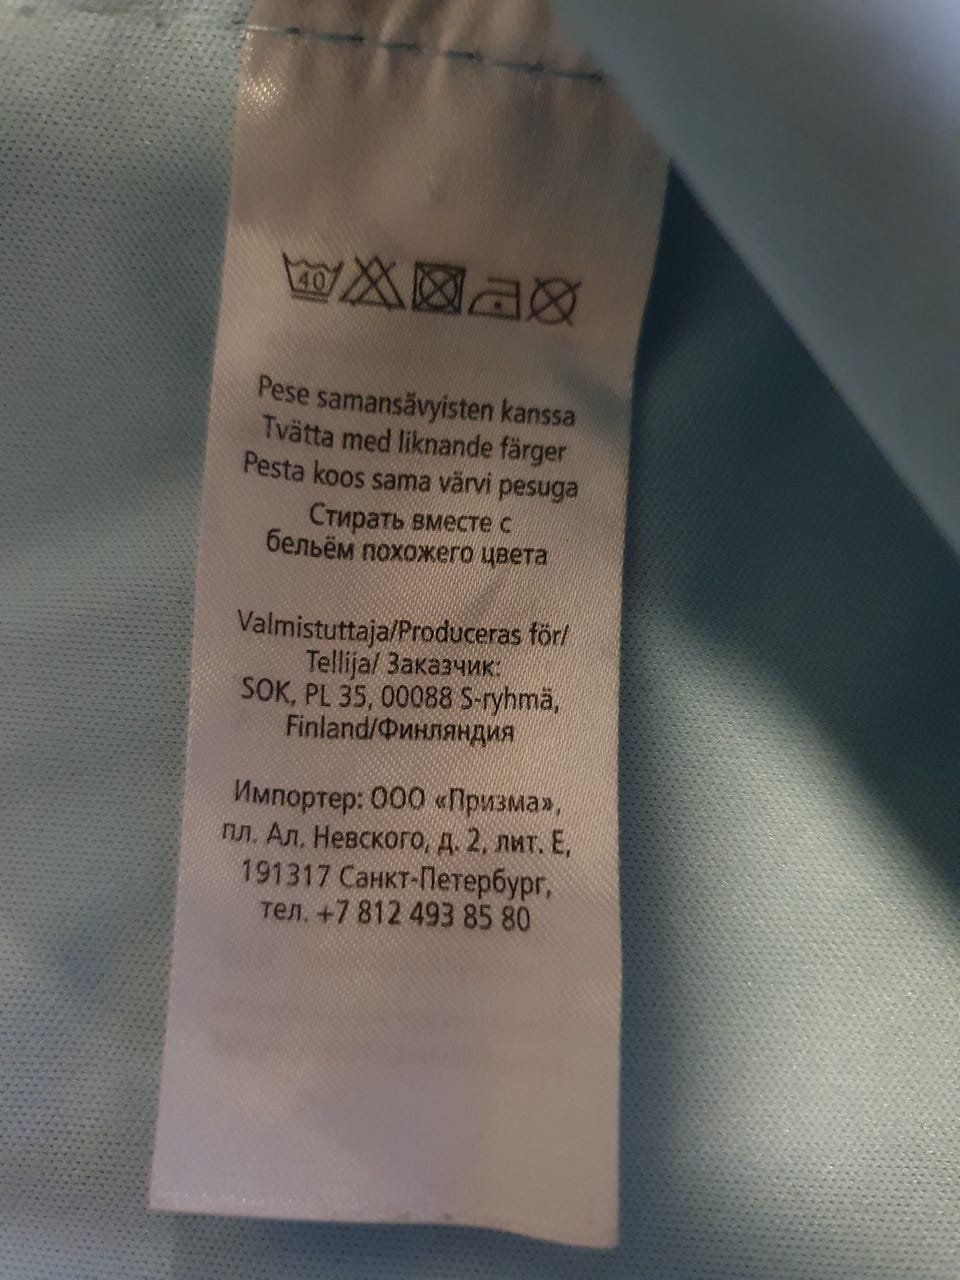 40
Pese samansävyisten kanssa
Tvätta med liknande färger
Pesta koos sama värvi pesuga
Стирать вместе с
бельём похожего цвета
Valmistuttaja/Produceras för/
Tellija/ Заказчик:
SOK, PL 35, 00088 S-ryhmä,
Finland/Финляндия
Импортер: ООО «Призма»,
пл. Ал. Невского, д. 2, лит. Е,
191317 Санкт-Петербург,
тел. +7 812 493 85 80